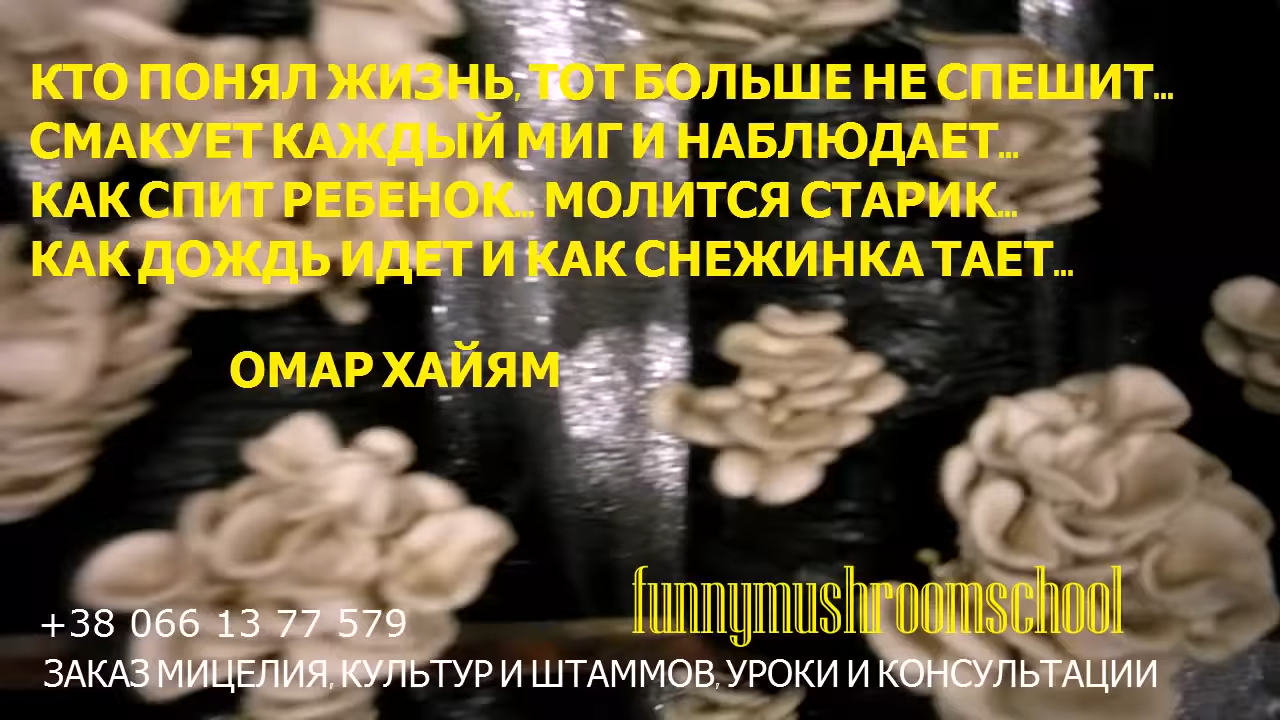 КТО ПОНЯЛ ЖИЗНЬ, ТОТ БОЛЬШЕ НЕ СПЕШИТ...
СМАКУЕТ КАЖДЫЙ МИГ И НАБЛЮДАЕТ...
КАК СПИТ РЕБЕНОК... МОЛИТСЯ СТАРИК...
КАК ДОЖДЬ ИДЕТ И КАК СНЕЖИНКА ТАЕТ...
ОМАР ХАЙЯМ
funnymushroomschool
+38 066 13 77 579
ЗАКАЗ МИЦЕЛИЯ, КУЛЬТУР И ШТАММОВ, УРОКИ И КОНСУЛЬТАЦИИ